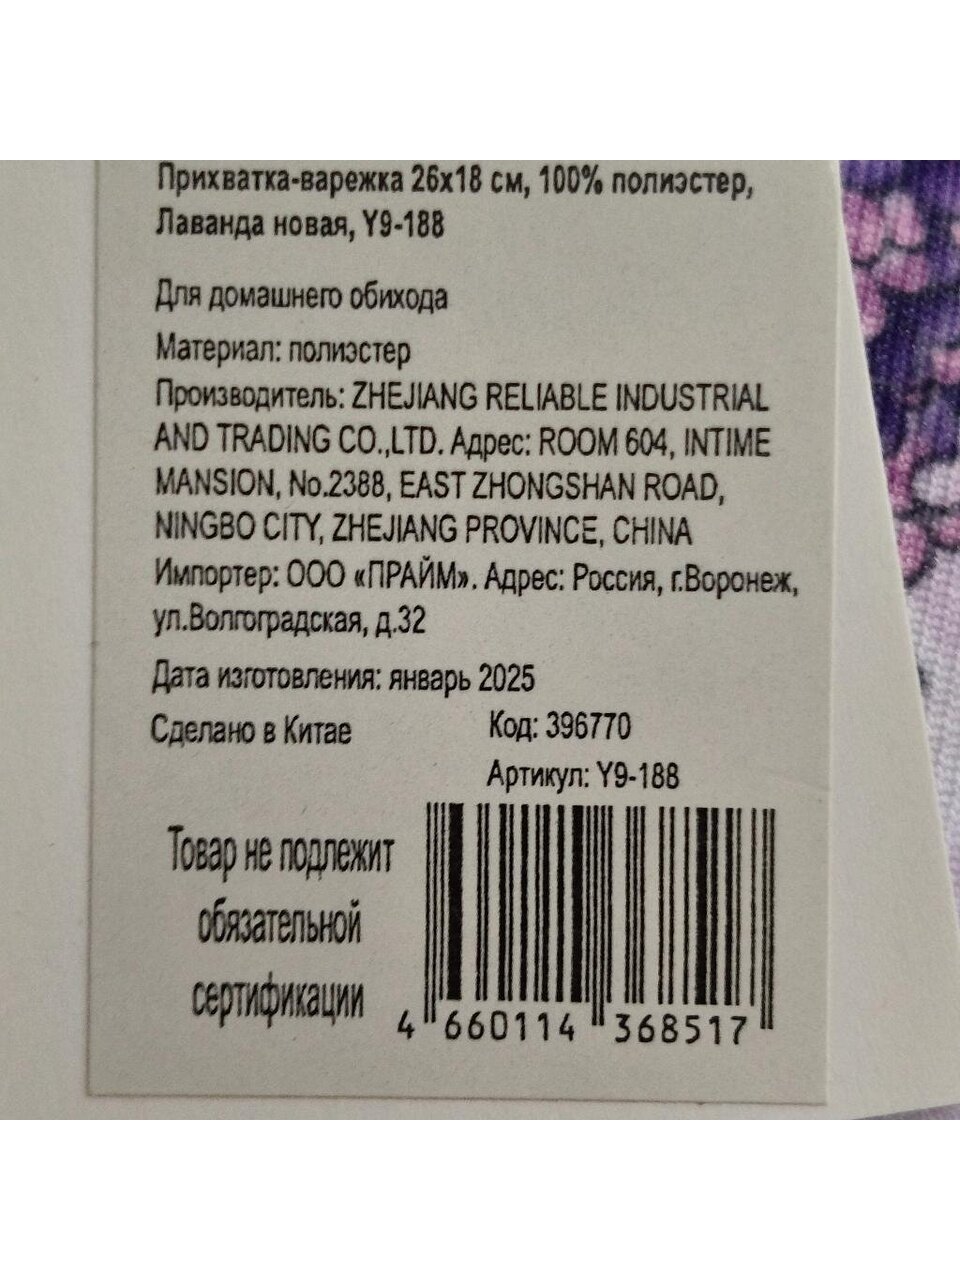 Прихватка-варежка 26х18 см, 100% полиэстер,
Лаванда новая, Y9-188
Для домашнего обихода
Материал: полиэстер
Производитель: ZHEJIANG RELIABLE INDUSTRIAL
AND TRADING CO.,LTD. Адрес: ROOM 604, INTIME
MANSION, No.2388, EAST ZHONGSHAN ROAD,
NINGBO CITY, ZHEJIANG PROVINCE, CHINA
Импортер: ООО «ПРАЙМ». Адрес: Россия, г.Воронеж,
ул.Волгоградская, д.32
Дата изготовления: январь 2025
Сделано в Китае
Код: 396770
Артикул: Y9-188
Товар не подлежит
обязательной
сертификации
4 660114 368517